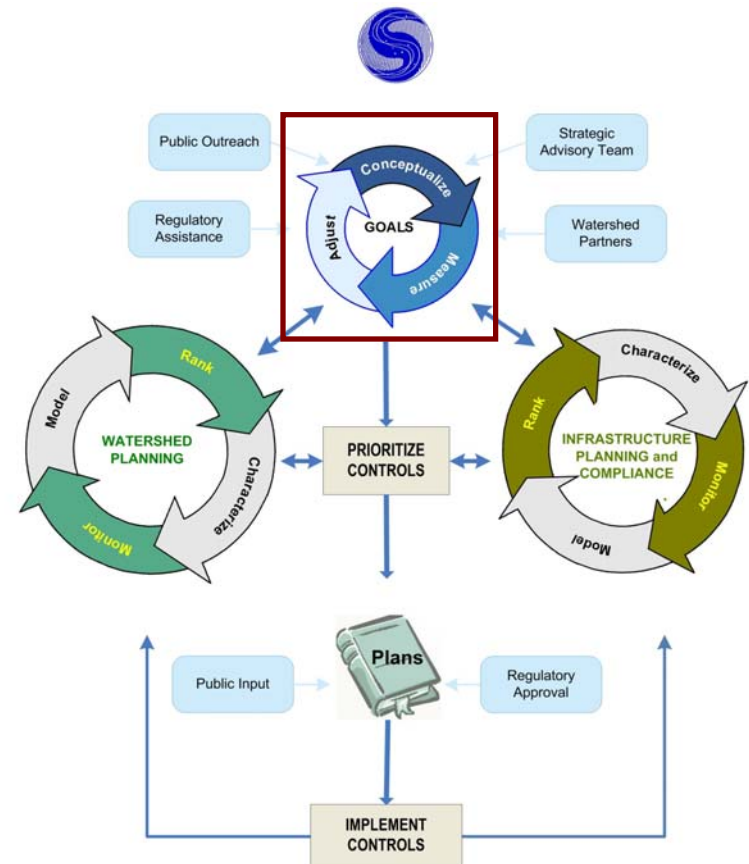 Public Outreach
Strategic
Advisory Team
Conceptualize
Regulatory
Assistance
Adjust
GOALS
Measure
Watershed
Partners
Model
Rank
WATERSHED
PLANNING
Characterize
Monitor
PRIORITIZE
CONTROLS
Characterize
Rank
INFRASTRUCTURE
PLANNING and
COMPLIANCE
.
Monitor
Model
Public Input
Plans
Regulatory
Approval
IMPLEMENT
CONTROLS